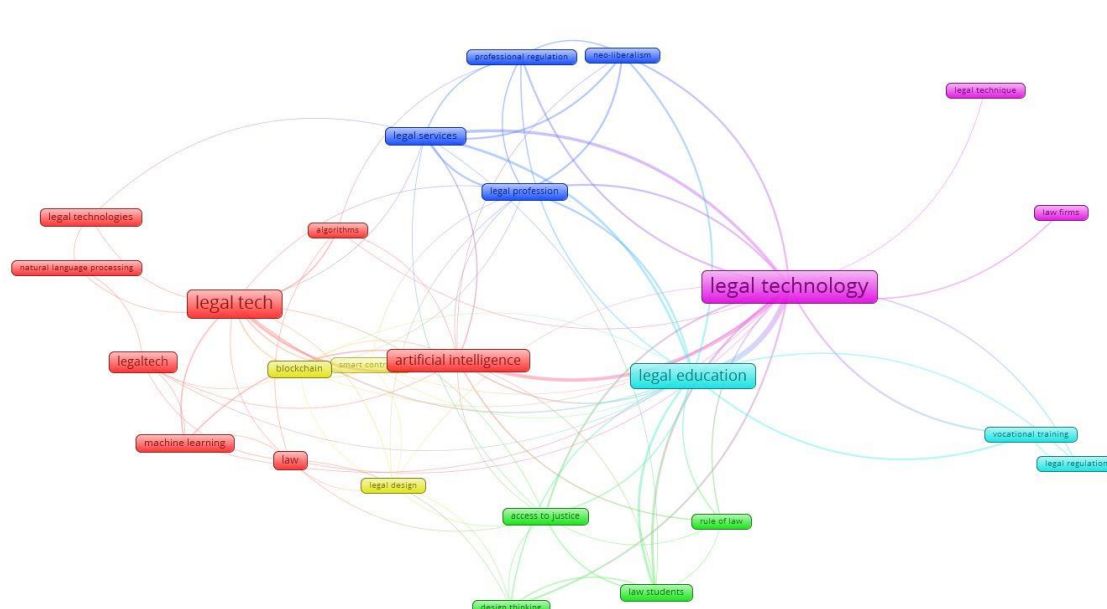 professional regulation
neo-liberalism
legal technique
legal services
legal profession
legal technologies
law firms
algorithms
natural language processing
legal technology
legal tech
artificial intelligence
legaltech
blockchain
smart
legal education
vocational training
machine learning
law
legal regulation
legal design
access to justice
rule of law
law students
design thinking